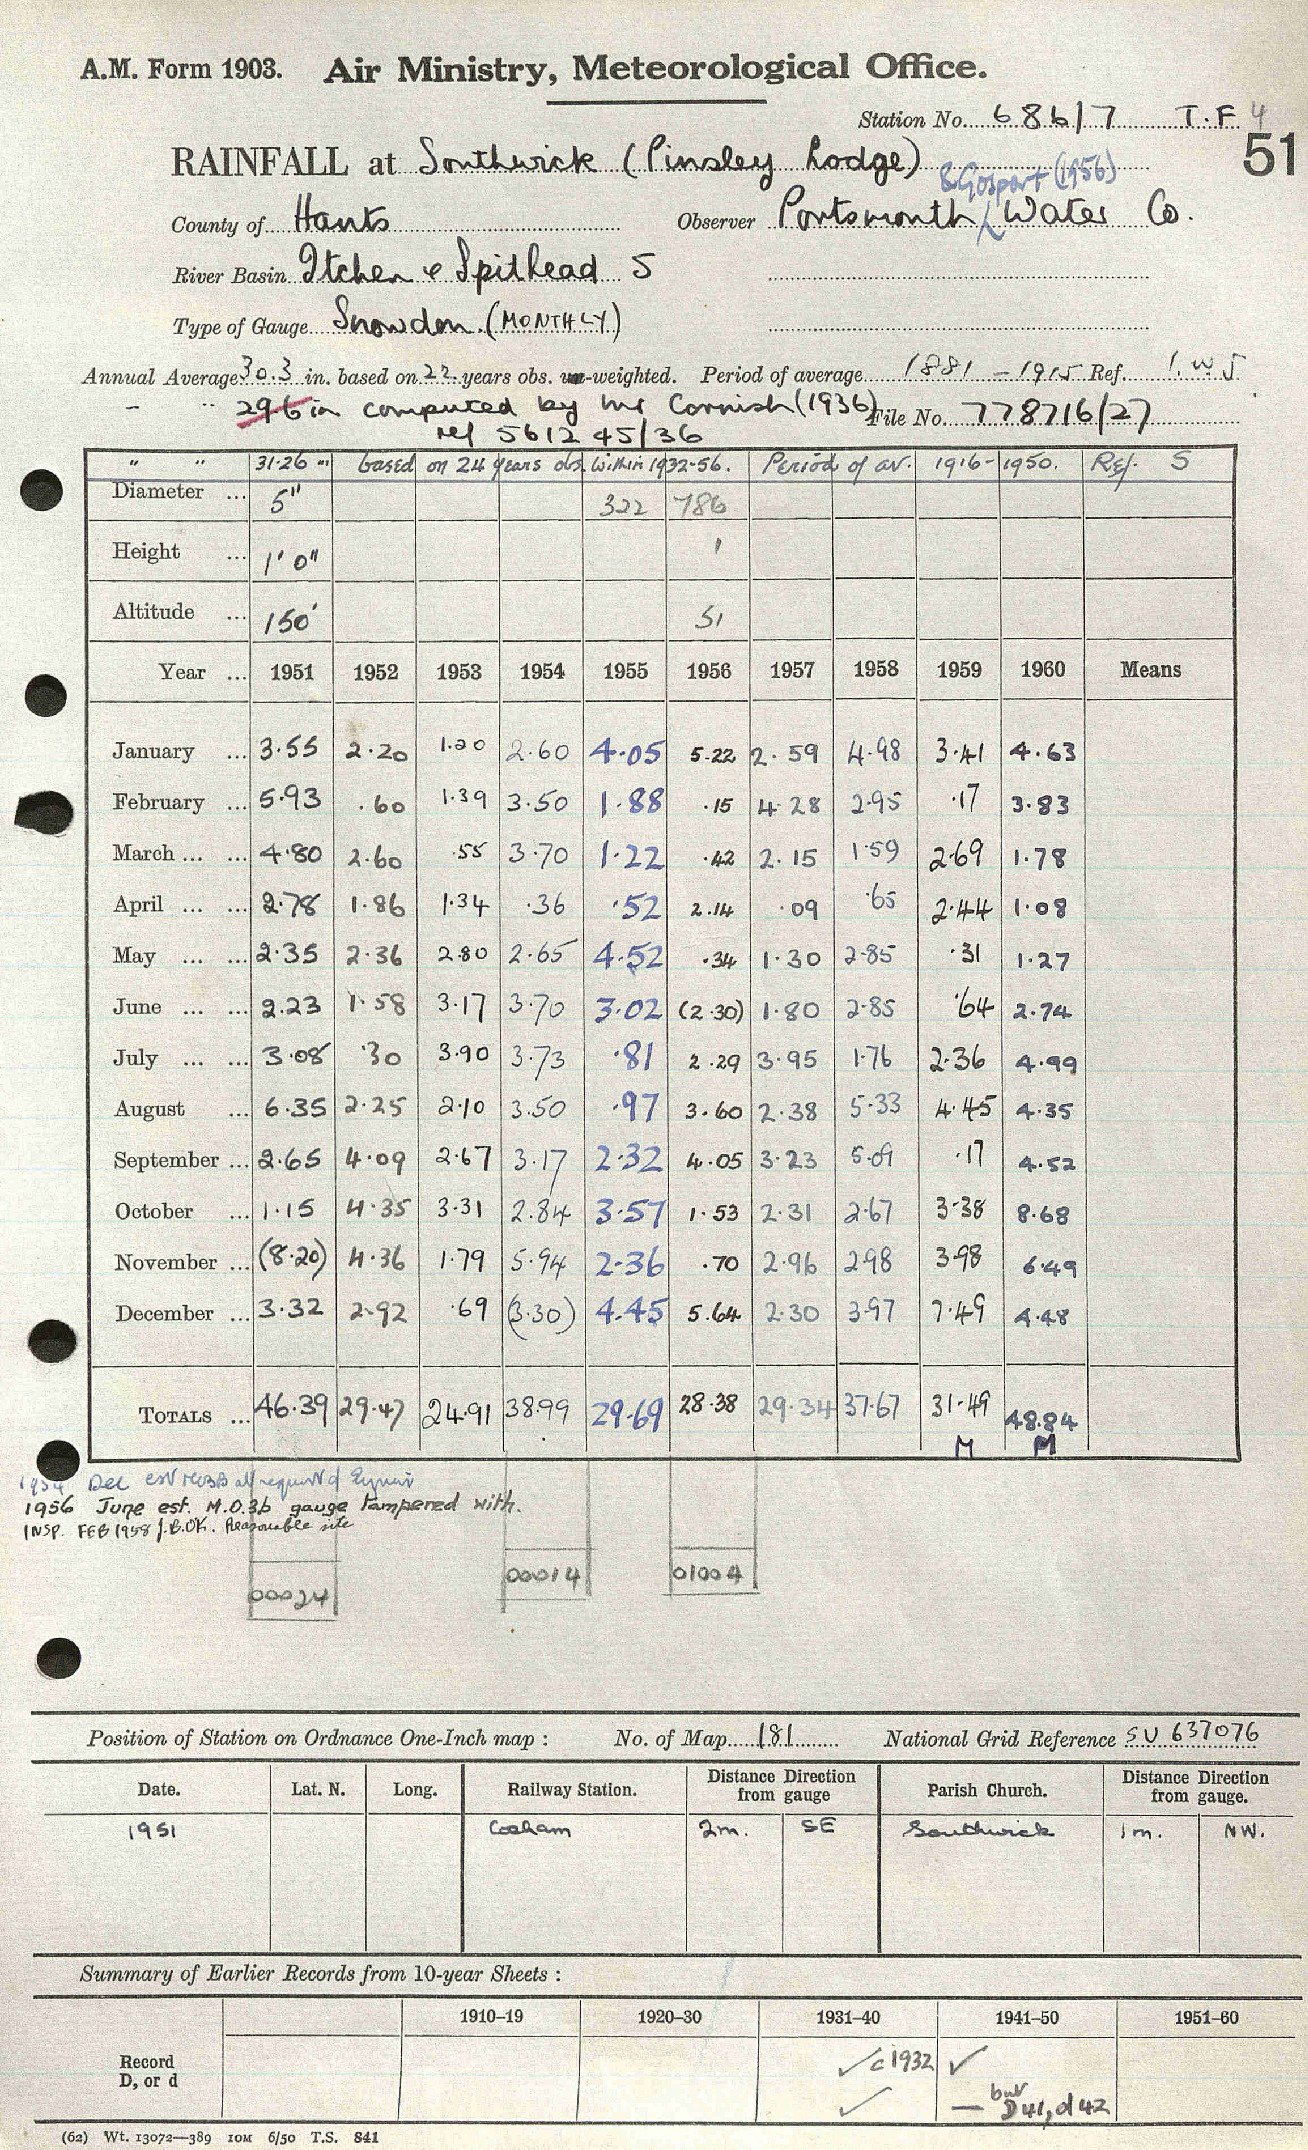 A.M. Form 1903. Air Ministry, Meteorological Office.
Station No. 686/7 T.F 4
51
RAINFALL at Southwick (Pinsley Lodge)
& Gosport (1956)
County of Hants Observer Portsmouth Water Co.
River Basin Itchen & Spithead 5
Type of Gauge Snowdon (MONTHLY)
Annual Average 30.3 in. based on 22 years obs. un-weighted. Period of average 1881 - 1915 Ref. I.W5
- " 29.6 in computed by Mr Cornish (1936) File No. 778716/27
ref 561245/36
" " 31.26 in based on 24 years obs. within 1932-56. Period of av. 1916-1950. Ref. S
Diameter ... 5" 322 786
Height ... 1' 0" 1
Altitude ... 150' 51
Year ... 1951 1952 1953 1954 1955 1956 1957 1958 1959 1960 Means
January ... 3.55 2.20 1.20 2.60 4.05 5.22 2.59 4.98 3.41 4.63
February ... 5.93 .60 1.39 3.50 1.88 .15 4.28 2.95 .17 3.83
March ... ... 4.80 2.60 .55 3.70 1.22 .42 2.15 1.59 2.69 1.78
April ... ... 2.78 1.86 1.34 .36 .52 2.14 .09 .65 2.44 1.08
May ... ... 2.35 2.36 2.80 2.65 4.52 .34 1.30 2.85 .31 1.27
June ... ... 2.23 1.58 3.17 3.70 3.02 (2.30) 1.80 2.85 .64 2.74
July ... ... 3.08 .30 3.90 3.73 .81 2.29 3.95 1.76 2.36 4.99
August ... 6.35 2.25 2.10 3.50 .97 3.60 2.38 5.33 4.45 4.35
September ... 2.65 4.09 2.67 3.17 2.32 4.05 3.23 5.09 .17 4.52
October ... 1.15 4.35 3.31 2.84 3.57 1.53 2.31 2.67 3.38 8.68
November ... (8.20) 4.36 1.79 5.94 2.36 .70 2.96 2.98 3.98 6.49
December ... 3.32 2.92 .69 (3.30) 4.45 5.64 2.30 3.97 7.49 4.48
TOTALS ... 46.39 29.47 24.91 38.99 29.69 28.38 29.34 37.67 31.49 48.84
M M
1954 Dec est MO3B at request of
1956 June est. M.O.3b gauge tampered with.
INSP. FEB 1958 J.B. OK. Reasonable site
00024 00014 01004
Position of Station on Ordnance One-Inch map : No. of Map 181 National Grid Reference SU 637076
Date. Lat. N. Long. Railway Station. Distance Direction from gauge Parish Church. Distance Direction from gauge.
1951 Cosham 2m. SE Southwick 1m. NW.
Summary of Earlier Records from 10-year Sheets :
1910–19 1920–30 1931–40 1941–50 1951–60
Record D, or d ✓ c 1932 ✓
✓ — but D41, d42
(62) Wt. 13072—389 10M 6/50 T.S. 841